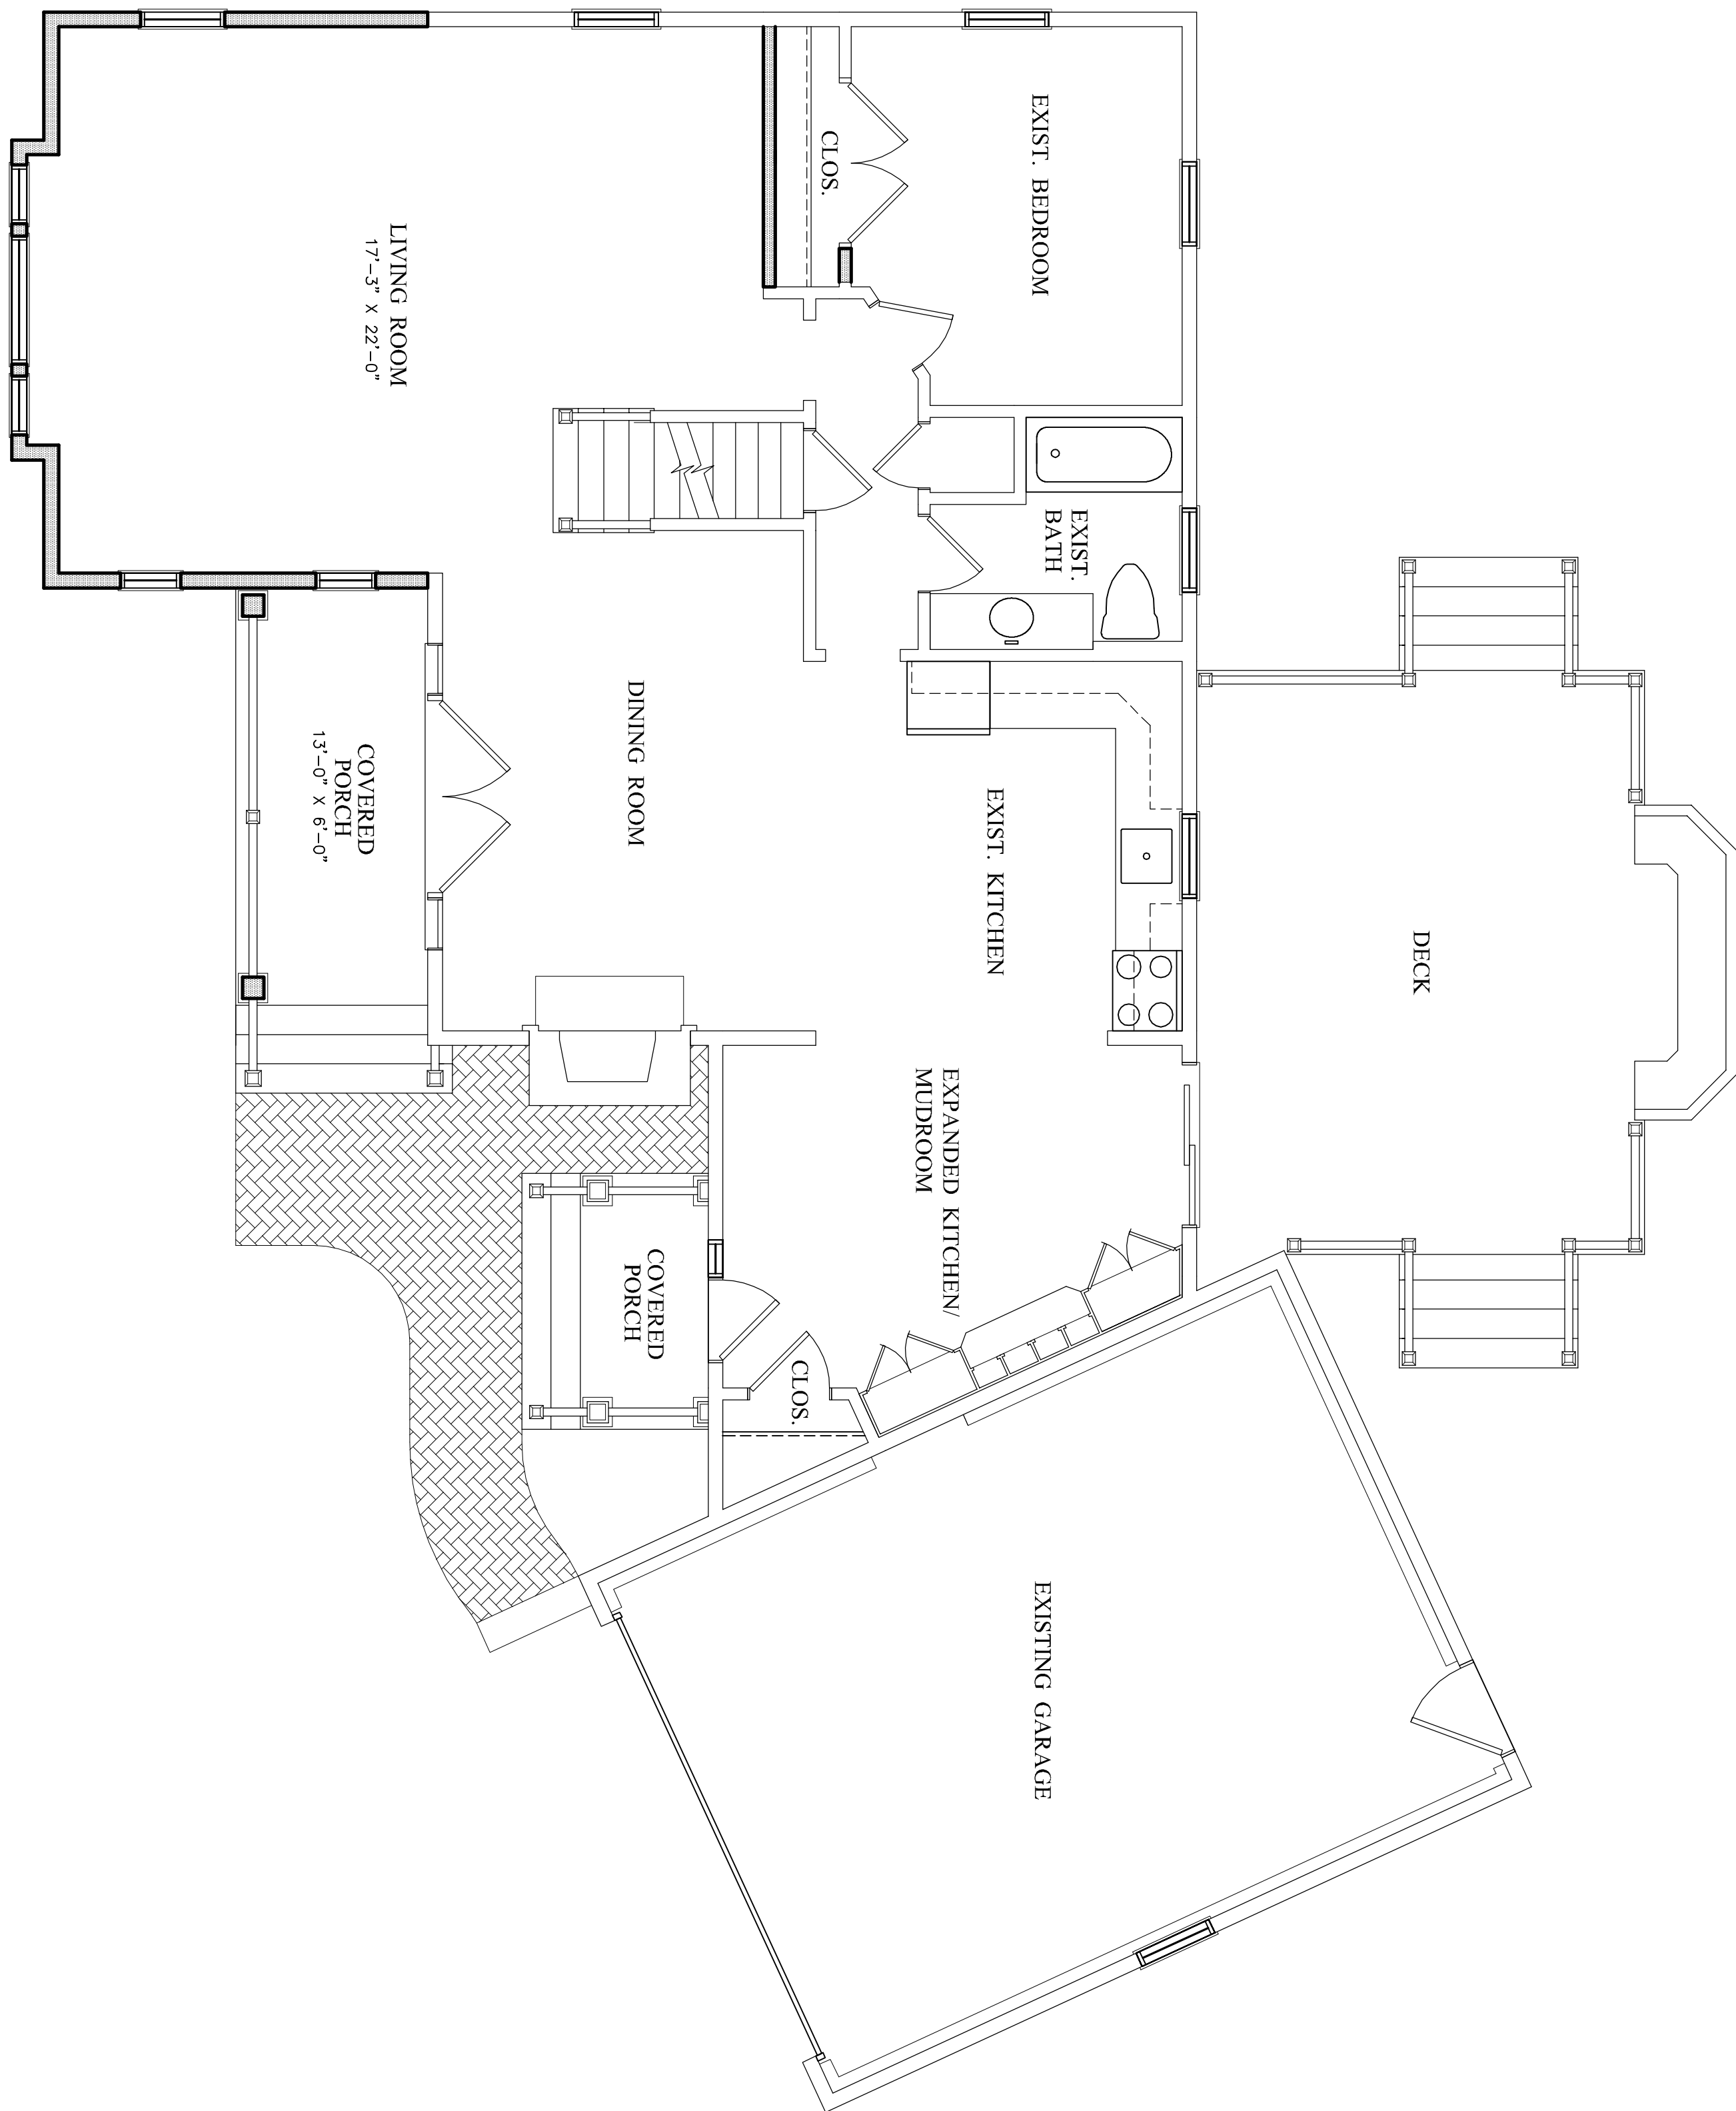 DECK
EXIST. BEDROOM
CLOS.
EXIST.
BATH
EXIST. KITCHEN
EXPANDED KITCHEN/
MUDROOM
EXISTING GARAGE
CLOS.
LIVING ROOM
17'-3" X 22'-0"
DINING ROOM
COVERED
PORCH
COVERED
PORCH
13'-0" X 6'-0"